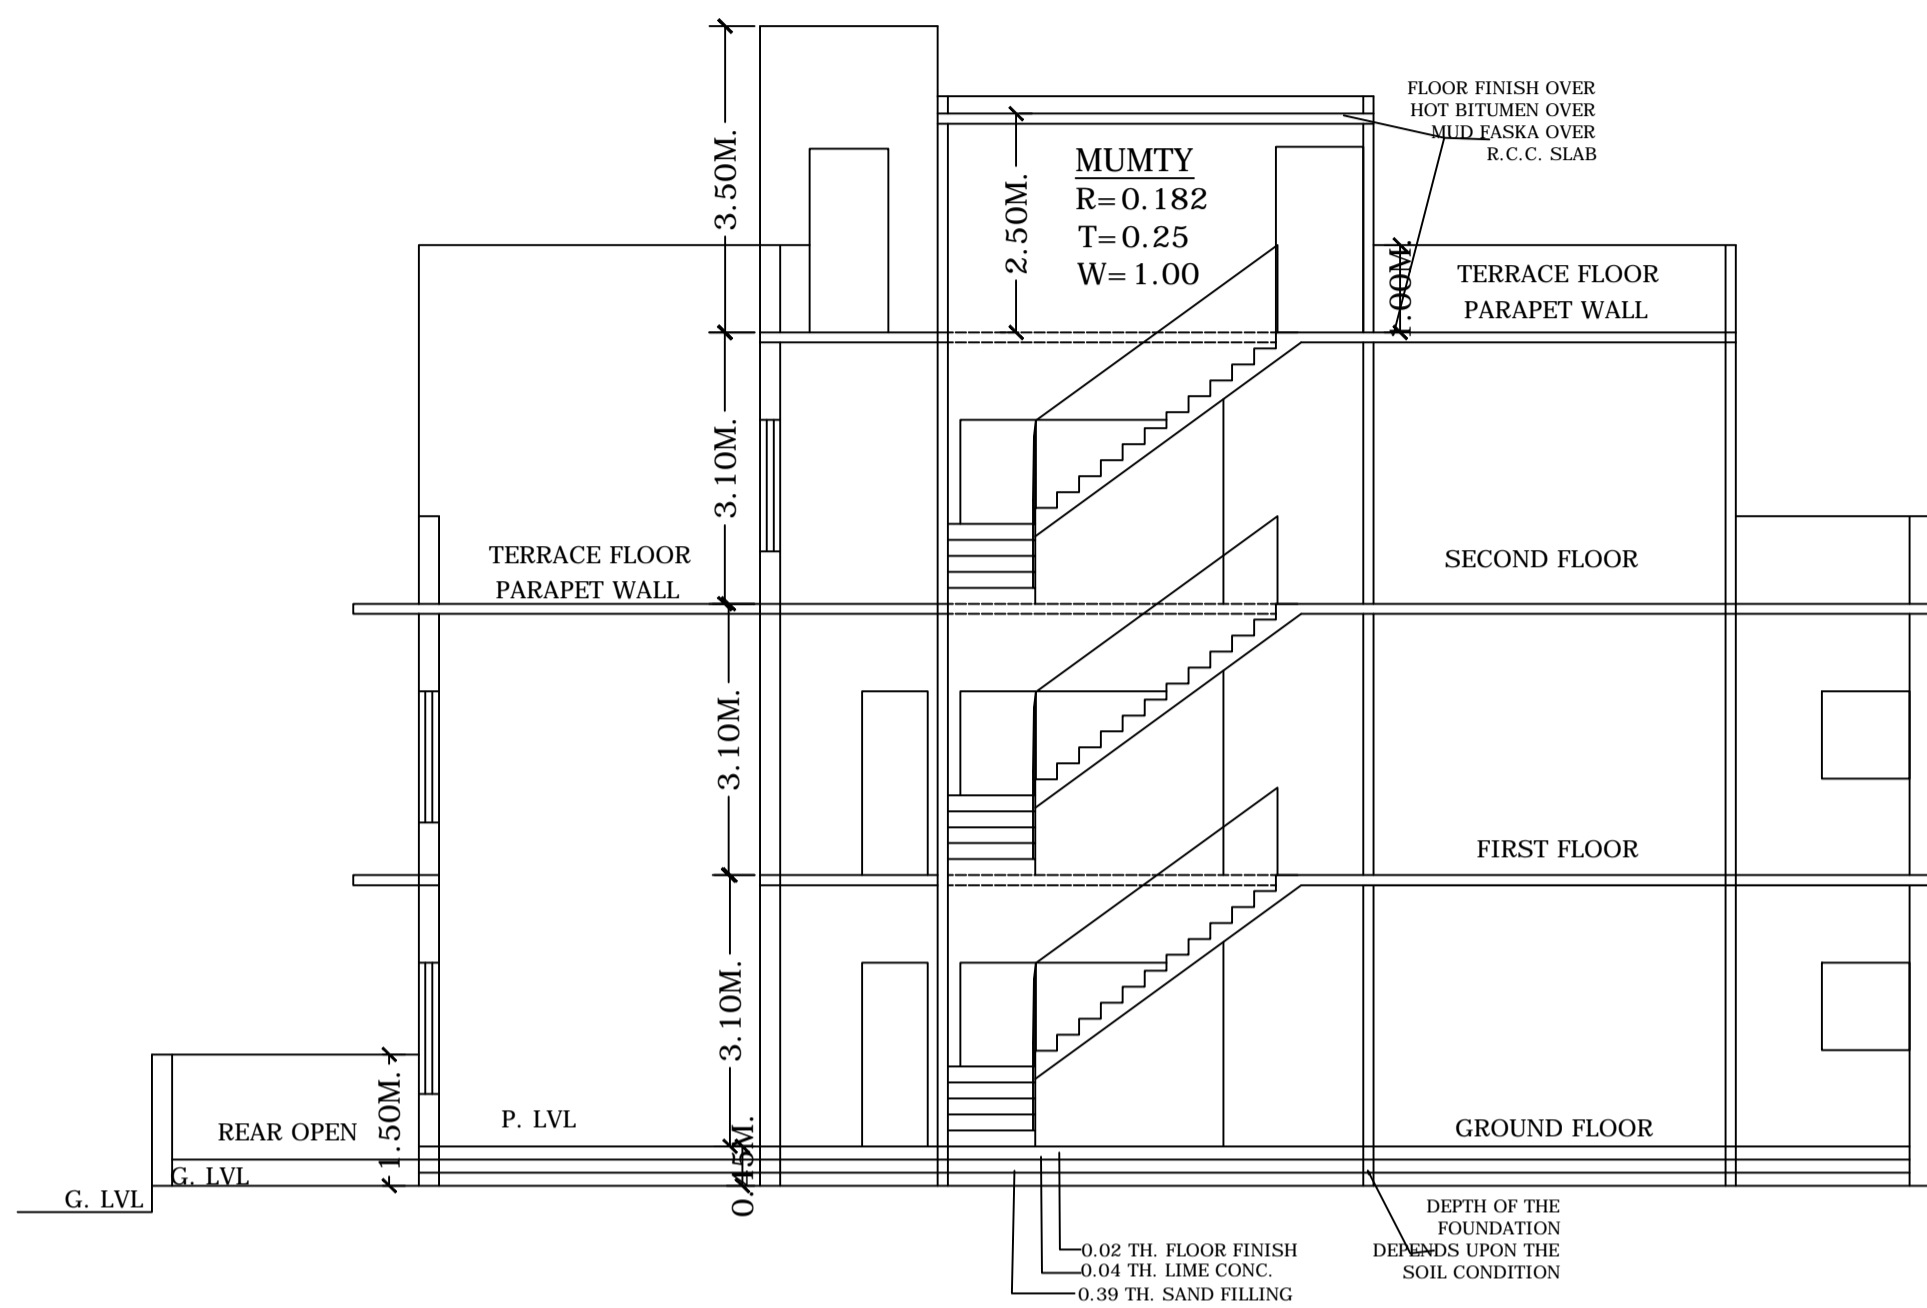 FLOOR FINISH OVER
HOT BITUMEN OVER
MUD FASKA OVER
R.C.C. SLAB
3.50M.
2.50M.
MUMTY
R=0.182
T=0.25
W=1.00
1.00M.
TERRACE FLOOR
PARAPET WALL
3.10M.
TERRACE FLOOR
PARAPET WALL
SECOND FLOOR
3.10M.
FIRST FLOOR
3.10M.
1.50M.
REAR OPEN
P. LVL
0.45M.
GROUND FLOOR
G. LVL
G. LVL
DEPTH OF THE
FOUNDATION
DEPENDS UPON THE
SOIL CONDITION
0.02 TH. FLOOR FINISH
0.04 TH. LIME CONC.
0.39 TH. SAND FILLING